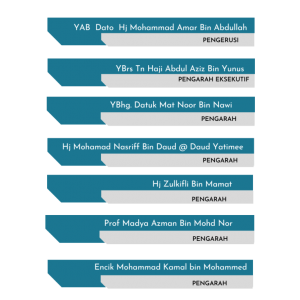 YAB Dato Hj Mohammad Amar Bin Abdullah
PENGERUSI
YBrs Tn Haji Abdul Aziz Bin Yunus
PENGARAH EKSEKUTIF
YBhg. Datuk Mat Noor Bin Nawi
PENGARAH
Hj Mohamad Nasriff Bin Daud @ Daud Yatimee
PENGARAH
Hj Zulkifli Bin Mamat
PENGARAH
Prof Madya Azman Bin Mohd Nor
PENGARAH
Encik Mohammad Kamal bin Mohammed
PENGARAH